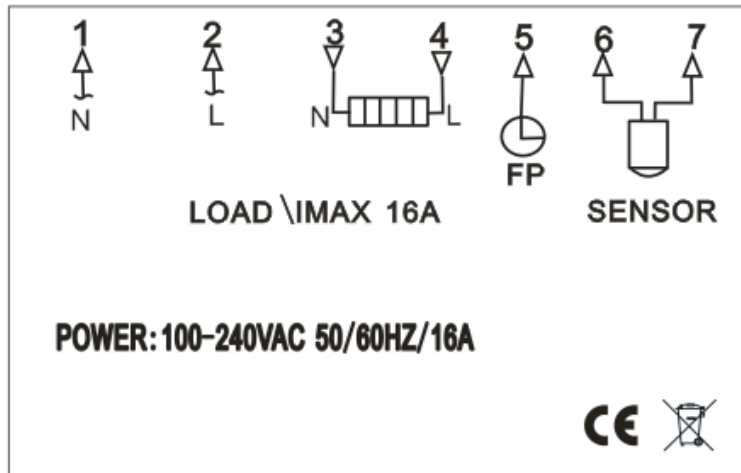 1 2 3 4 5 6 7
N L N L
FP
LOAD \IMAX 16A SENSOR
POWER: 100-240VAC 50/60HZ/16A
CE